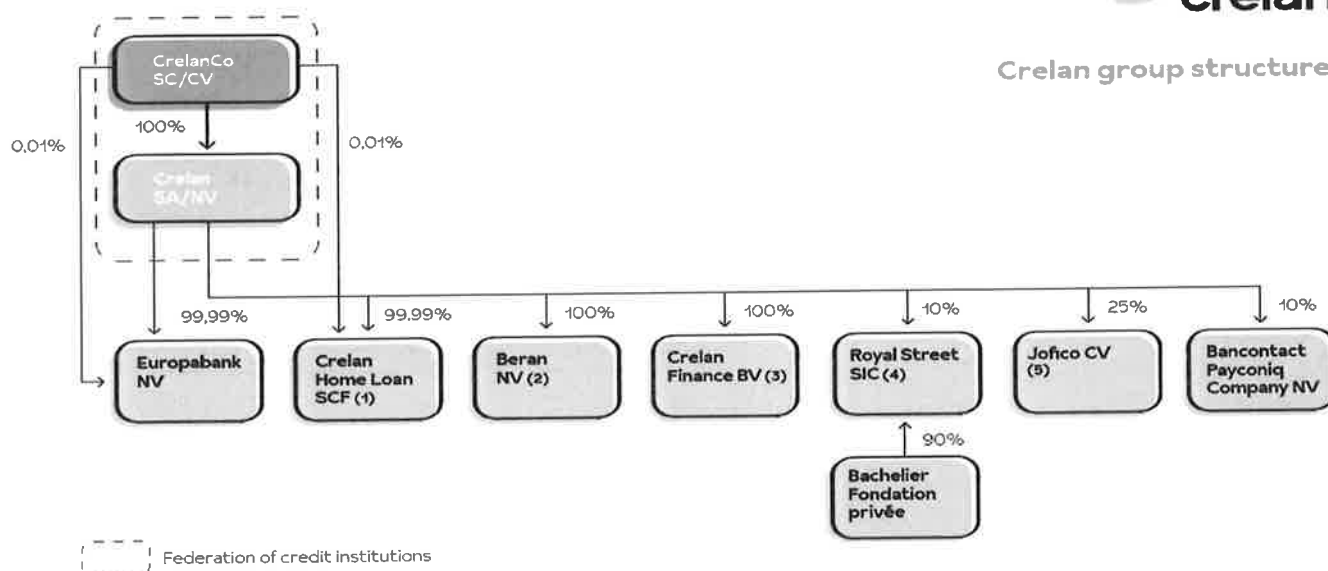 crelan
Crelan group structure
CrelanCo
SC/CV
100%
0,01%
0,01%
Crelan
SA/NV
99,99%
99,99%
100%
100%
10%
25%
10%
Europabank
NV
Crelan
Home Loan
SCF (1)
Beran
NV (2)
Crelan
Finance BV (3)
Royal Street
SIC (4)
Jofico CV
(5)
Bancontact
Payconiq
Company NV
90%
Bachelier
Fondation
privée
Federation of credit institutions